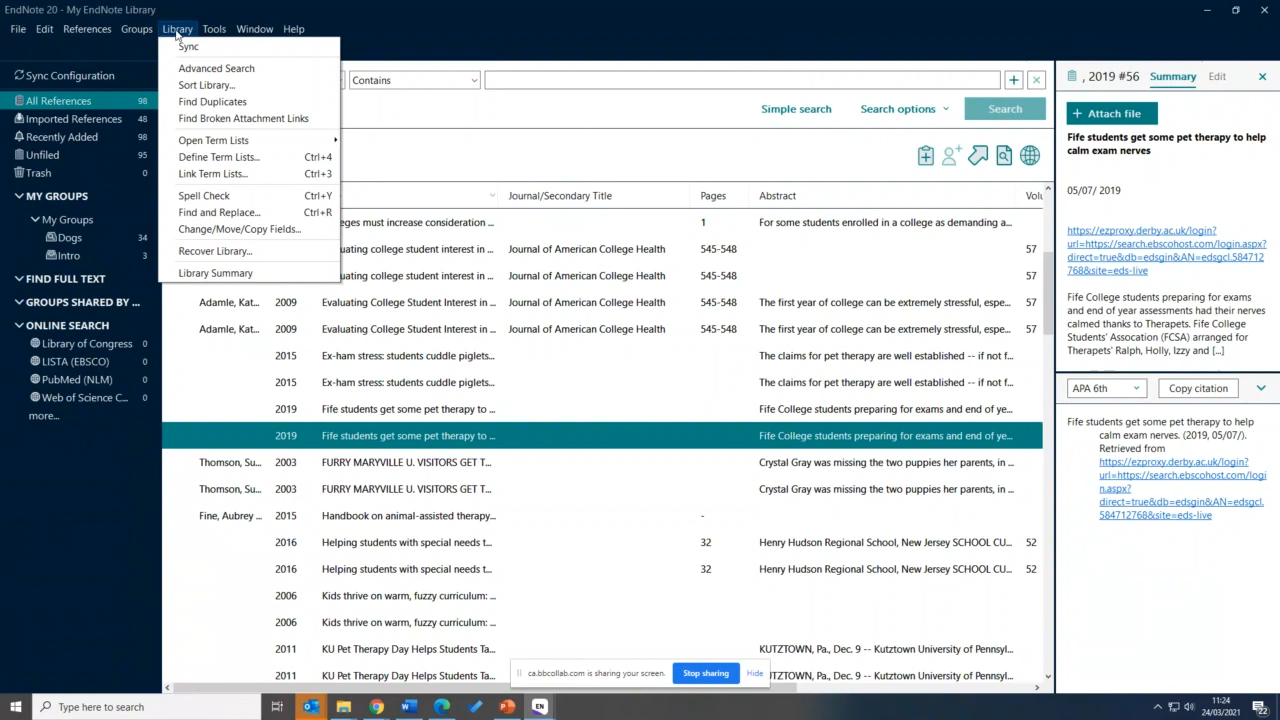 EndNote 20 - My EndNote Library
File Edit References Groups Library Tools Window Help
Sync
Advanced Search
Sort Library...
Find Duplicates
Find Broken Attachment Links
Open Term Lists
Define Term Lists... Ctrl+4
Link Term Lists... Ctrl+3
Spell Check Ctrl+Y
Find and Replace... Ctrl+R
Change/Move/Copy Fields...
Recover Library...
Library Summary
Sync Configuration
All References 98
Imported References 48
Recently Added 98
Unfiled 95
Trash 0
MY GROUPS
My Groups
Dogs 34
Intro 3
FIND FULL TEXT
GROUPS SHARED BY ...
ONLINE SEARCH
Library of Congress 0
LISTA (EBSCO) 0
PubMed (NLM) 0
Web of Science C... 0
more...
Contains
Simple search Search options Search
Journal/Secondary Title Pages Abstract Volu
eges must increase consideration ... 1 For some students enrolled in a college as demanding a...
aluating college student interest in ... Journal of American College Health 545-548 57
aluating college student interest in ... Journal of American College Health 545-548 57
Adamle, Kat... 2009 Evaluating College Student Interest in ... Journal of American College Health 545-548 The first year of college can be extremely stressful, espe... 57
Adamle, Kat... 2009 Evaluating College Student Interest in ... Journal of American College Health 545-548 The first year of college can be extremely stressful, espe... 57
2015 Ex-ham stress: students cuddle piglets... The claims for pet therapy are well established -- if not f...
2015 Ex-ham stress: students cuddle piglets... The claims for pet therapy are well established -- if not f...
2019 Fife students get some pet therapy to ... Fife College students preparing for exams and end of ye...
2019 Fife students get some pet therapy to ... Fife College students preparing for exams and end of ye...
Thomson, Su... 2003 FURRY MARYVILLE U. VISITORS GET T... Crystal Gray was missing the two puppies her parents, in ...
Thomson, Su... 2003 FURRY MARYVILLE U. VISITORS GET T... Crystal Gray was missing the two puppies her parents, in ...
Fine, Aubrey ... 2015 Handbook on animal-assisted therapy... -
2016 Helping students with special needs t... 32 Henry Hudson Regional School, New Jersey SCHOOL CU... 52
2016 Helping students with special needs t... 32 Henry Hudson Regional School, New Jersey SCHOOL CU... 52
2006 Kids thrive on warm, fuzzy curriculum: ...
2006 Kids thrive on warm, fuzzy curriculum: ...
2011 KU Pet Therapy Day Helps Students Ta... KUTZTOWN, Pa., Dec. 9 -- Kutztown University of Pennsyl...
2011 KU Pet Therapy Day Helps Students Ta... KUTZTOWN, Pa., Dec. 9 -- Kutztown University of Pennsyl...
, 2019 #56 Summary Edit
Attach file
Fife students get some pet therapy to help
calm exam nerves
05/07/ 2019
https://ezproxy.derby.ac.uk/login?
url=https://search.ebscohost.com/login.aspx?
direct=true&db=edsgin&AN=edsgcl.584712
768&site=eds-live
Fife College students preparing for exams
and end of year assessments had their nerves
calmed thanks to Therapets. Fife College
Students' Assocation (FCSA) arranged for
Therapets' Ralph, Holly, Izzy and [...]
APA 6th Copy citation
Fife students get some pet therapy to help
calm exam nerves. (2019, 05/07/).
Retrieved from
https://ezproxy.derby.ac.uk/login?
url=https://search.ebscohost.com/logi
n.aspx?
direct=true&db=edsgin&AN=edsgcl.
584712768&site=eds-live
ca.bbcollab.com is sharing your screen. Stop sharing Hide
Type here to search
EN
11:24
24/03/2021
22